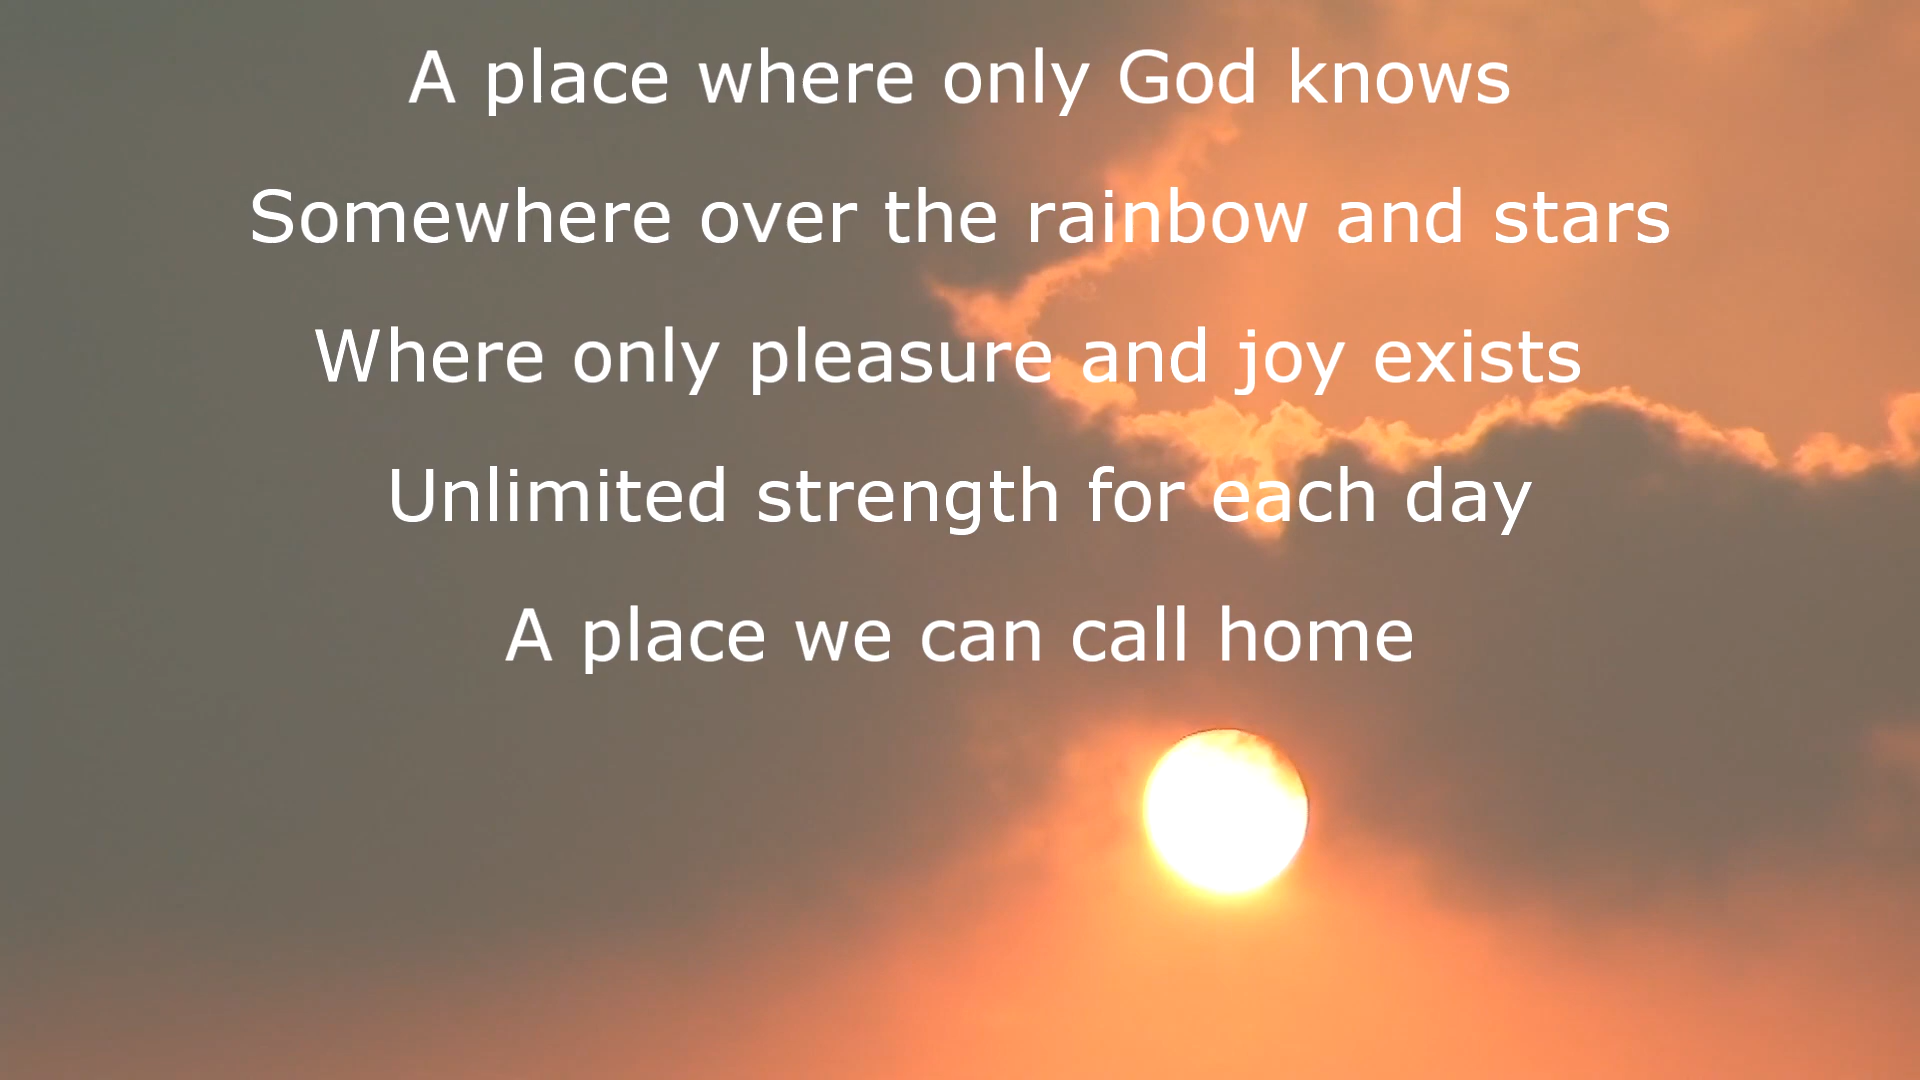 A place where only God knows
Somewhere over the rainbow and stars
Where only pleasure and joy exists
Unlimited strength for each day
A place we can call home